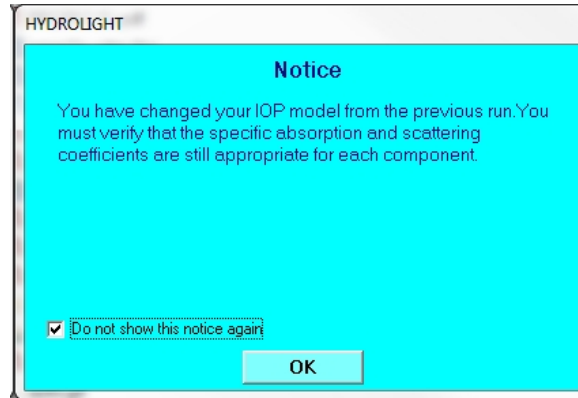 HYDROLIGHT
Notice
You have changed your IOP model from the previous run.You
must verify that the specific absorption and scattering
coefficients are still appropriate for each component.
Do not show this notice again
OK